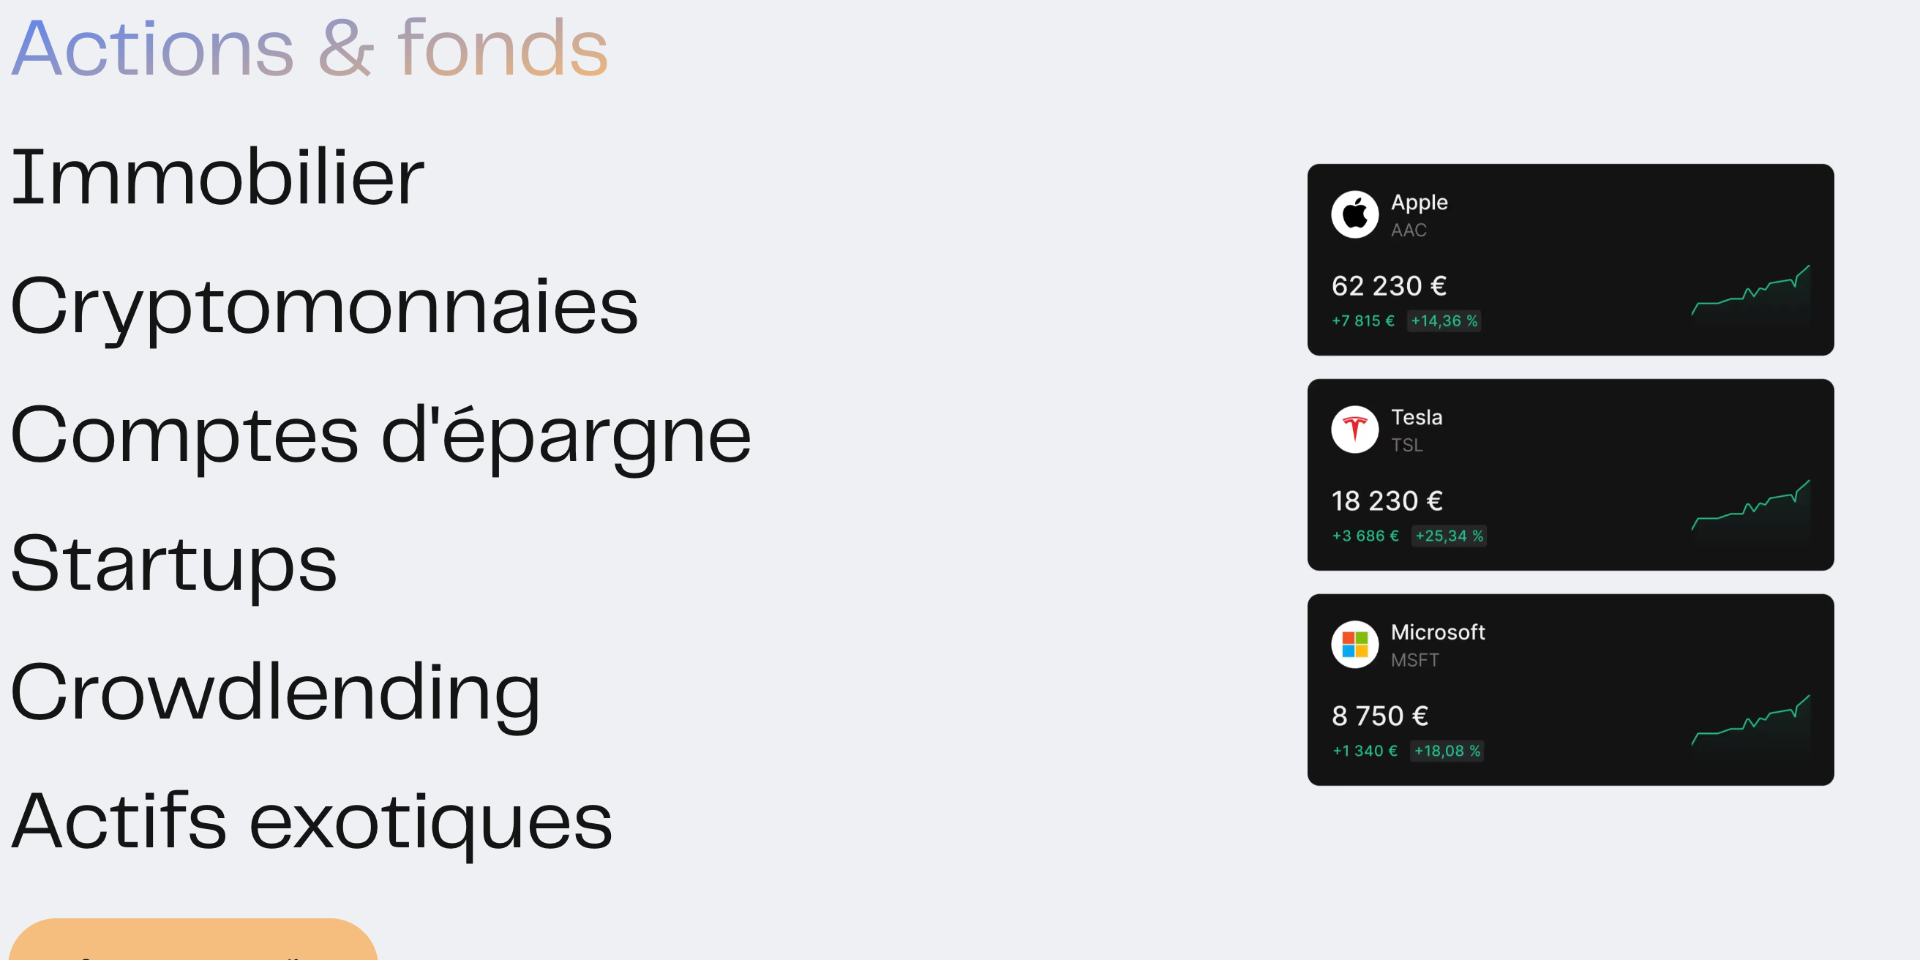 Actions & fonds
Immobilier
Cryptomonnaies
Comptes d'épargne
Startups
Crowdlending
Actifs exotiques
Apple
AAC
62 230 €
+7 815 € +14,36 %
Tesla
TSL
18 230 €
+3 686 € +25,34 %
Microsoft
MSFT
8 750 €
+1 340 € +18,08 %